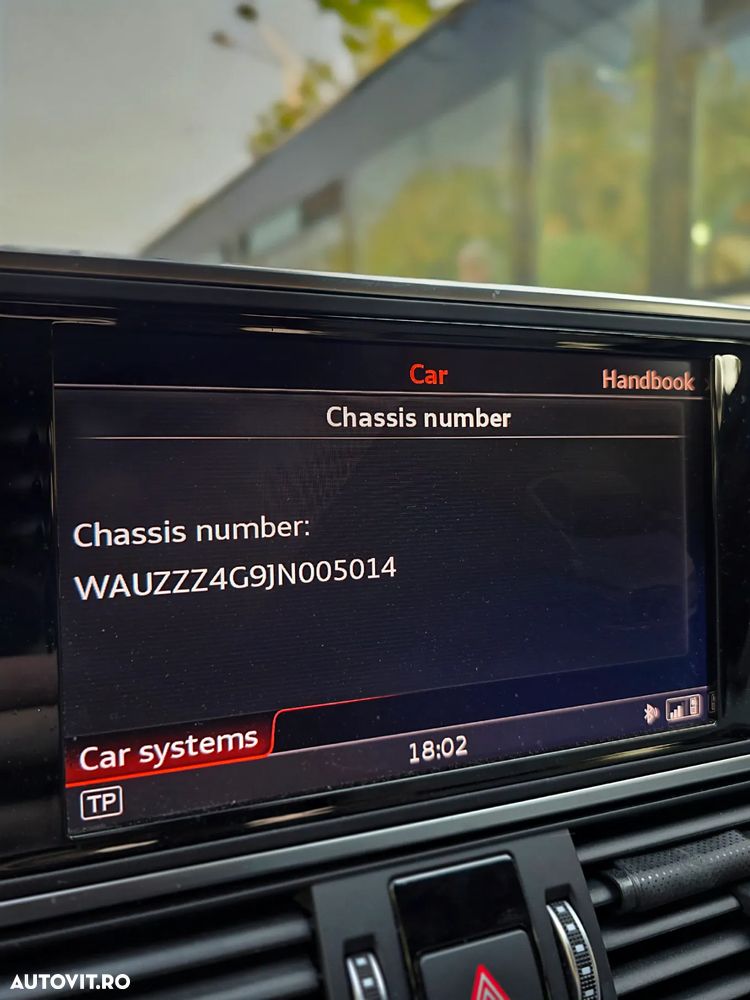 Car
Handbook
Chassis number
Chassis number:
WAUZZZ4G9JN005014
Car systems
18:02
TP
AUTOVIT.RO